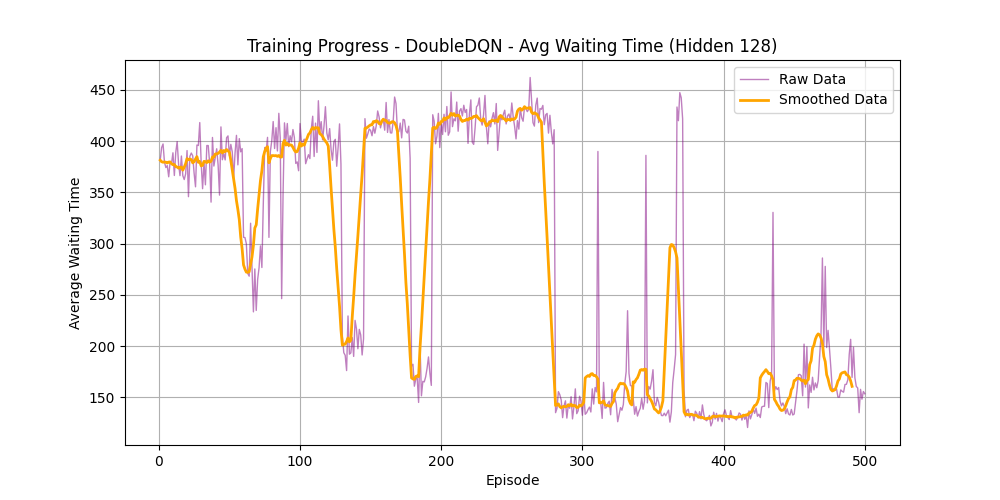 Training Progress - DoubleDQN - Avg Waiting Time (Hidden 128)
Raw Data
Smoothed Data
Average Waiting Time
450
400
350
300
250
200
150
0 100 200 300 400 500
Episode